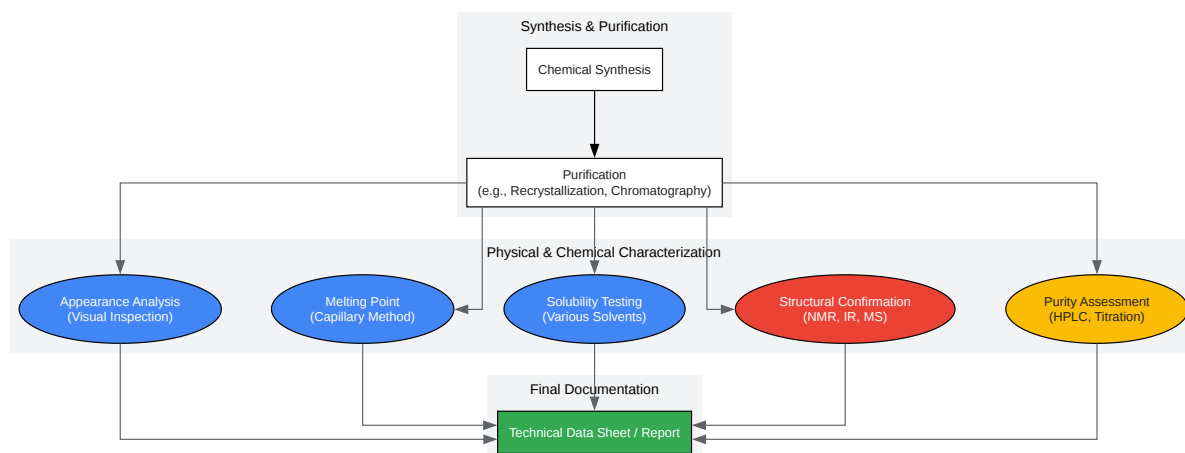 Synthesis & Purification
Chemical Synthesis
Purification
(e.g., Recrystallization, Chromatography)
Physical & Chemical Characterization
Appearance Analysis
(Visual Inspection)
Melting Point
(Capillary Method)
Solubility Testing
(Various Solvents)
Structural Confirmation
(NMR, IR, MS)
Purity Assessment
(HPLC, Titration)
Final Documentation
Technical Data Sheet / Report